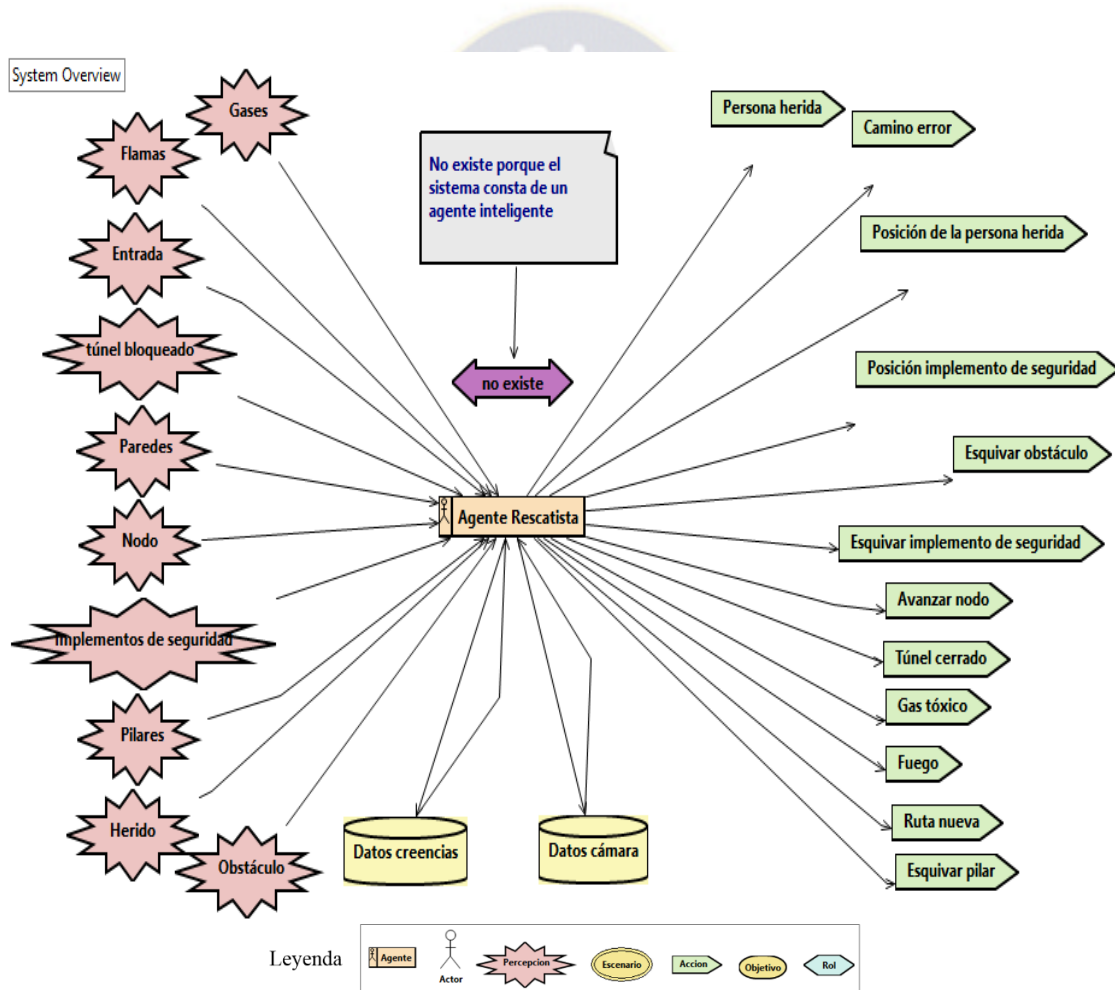 System Overview
Gases
Flamas
Entrada
túnel bloqueado
Paredes
Nodo
Implementos de seguridad
Pilares
Herido
Obstáculo
No existe porque el
sistema consta de un
agente inteligente
no existe
Agente Rescatista
Datos creencias
Datos cámara
Persona herida
Camino error
Posición de la persona herida
Posición implemento de seguridad
Esquivar obstáculo
Esquivar implemento de seguridad
Avanzar nodo
Túnel cerrado
Gas tóxico
Fuego
Ruta nueva
Esquivar pilar
Leyenda
Agente
Actor
Percepcion
Escenario
Accion
Objetivo
Rol